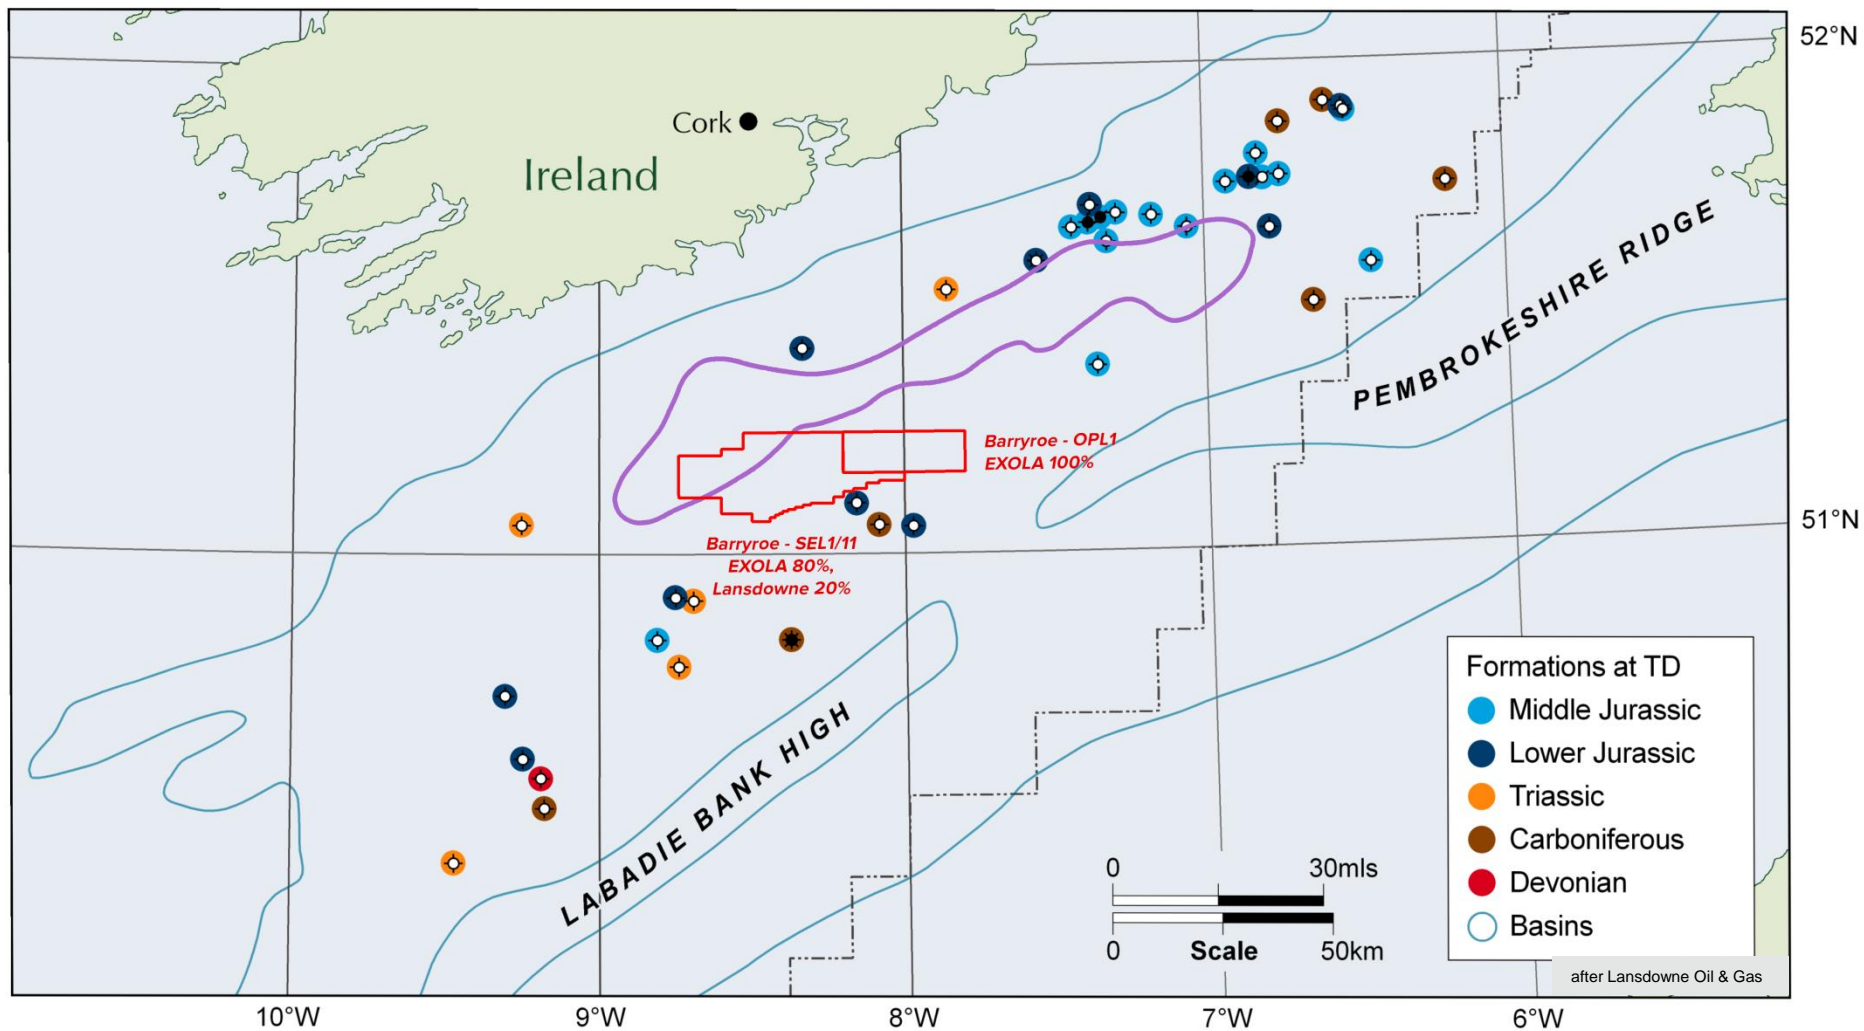 52°N
Cork
Ireland
PEMBROKESHIRE RIDGE
Barryroe - OPL1
EXOLA 100%
51°N
Barryroe - SEL1/11
EXOLA 80%,
Lansdowne 20%
LABADIE BANK HIGH
Formations at TD
Middle Jurassic
Lower Jurassic
Triassic
Carboniferous
Devonian
Basins
0 30mls
0 Scale 50km
after Lansdowne Oil & Gas
10°W 9°W 8°W 7°W 6°W